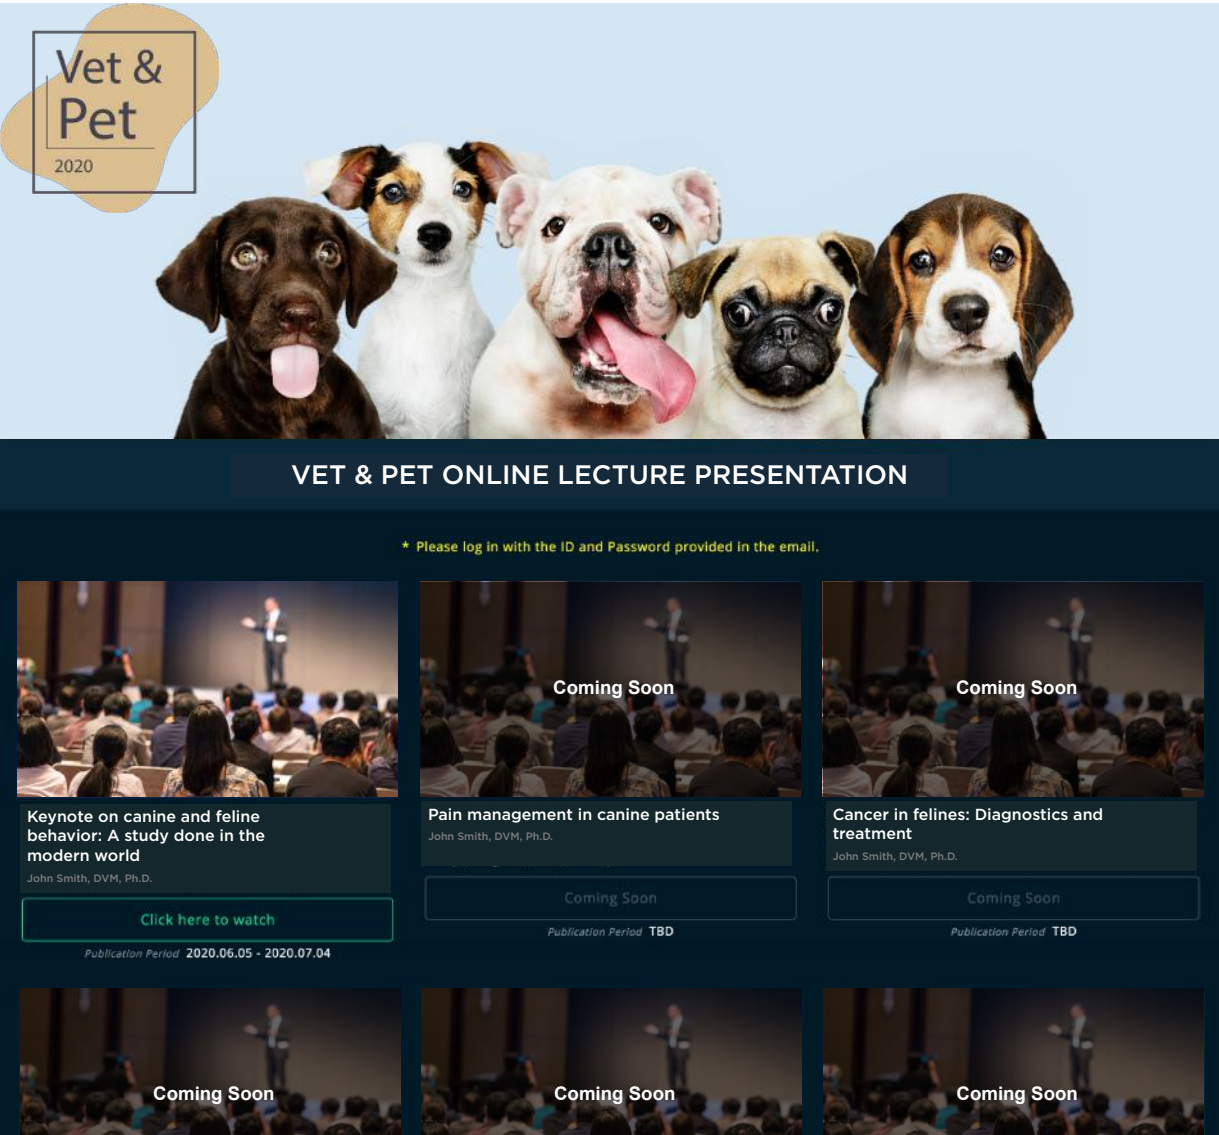 Vet &
Pet
2020
VET & PET ONLINE LECTURE PRESENTATION
* Please log in with the ID and Password provided in the email.
Coming Soon
Coming Soon
Keynote on canine and feline
behavior: A study done in the
modern world
John Smith, DVM, Ph.D.
Click here to watch
Publication Period 2020.06.05 - 2020.07.04
Pain management in canine patients
John Smith, DVM, Ph.D.
Coming Soon
Publication Period TBD
Cancer in felines: Diagnostics and
treatment
John Smith, DVM, Ph.D.
Coming Soon
Publication Period TBD
Coming Soon
Coming Soon
Coming Soon